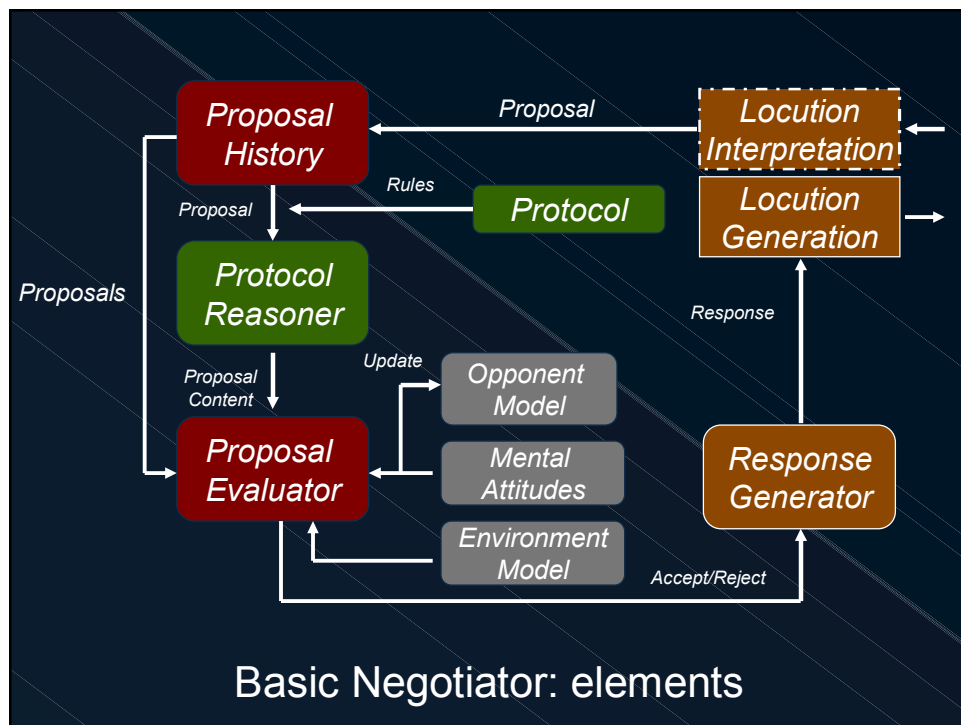 Proposal
History
Proposal
Locution
Interpretation
Rules
Protocol
Locution
Generation
Proposal
Protocol
Reasoner
Proposals
Response
Proposal
Content
Update
Opponent
Model
Proposal
Evaluator
Mental
Attitudes
Response
Generator
Environment
Model
Accept/Reject
Basic Negotiator: elements